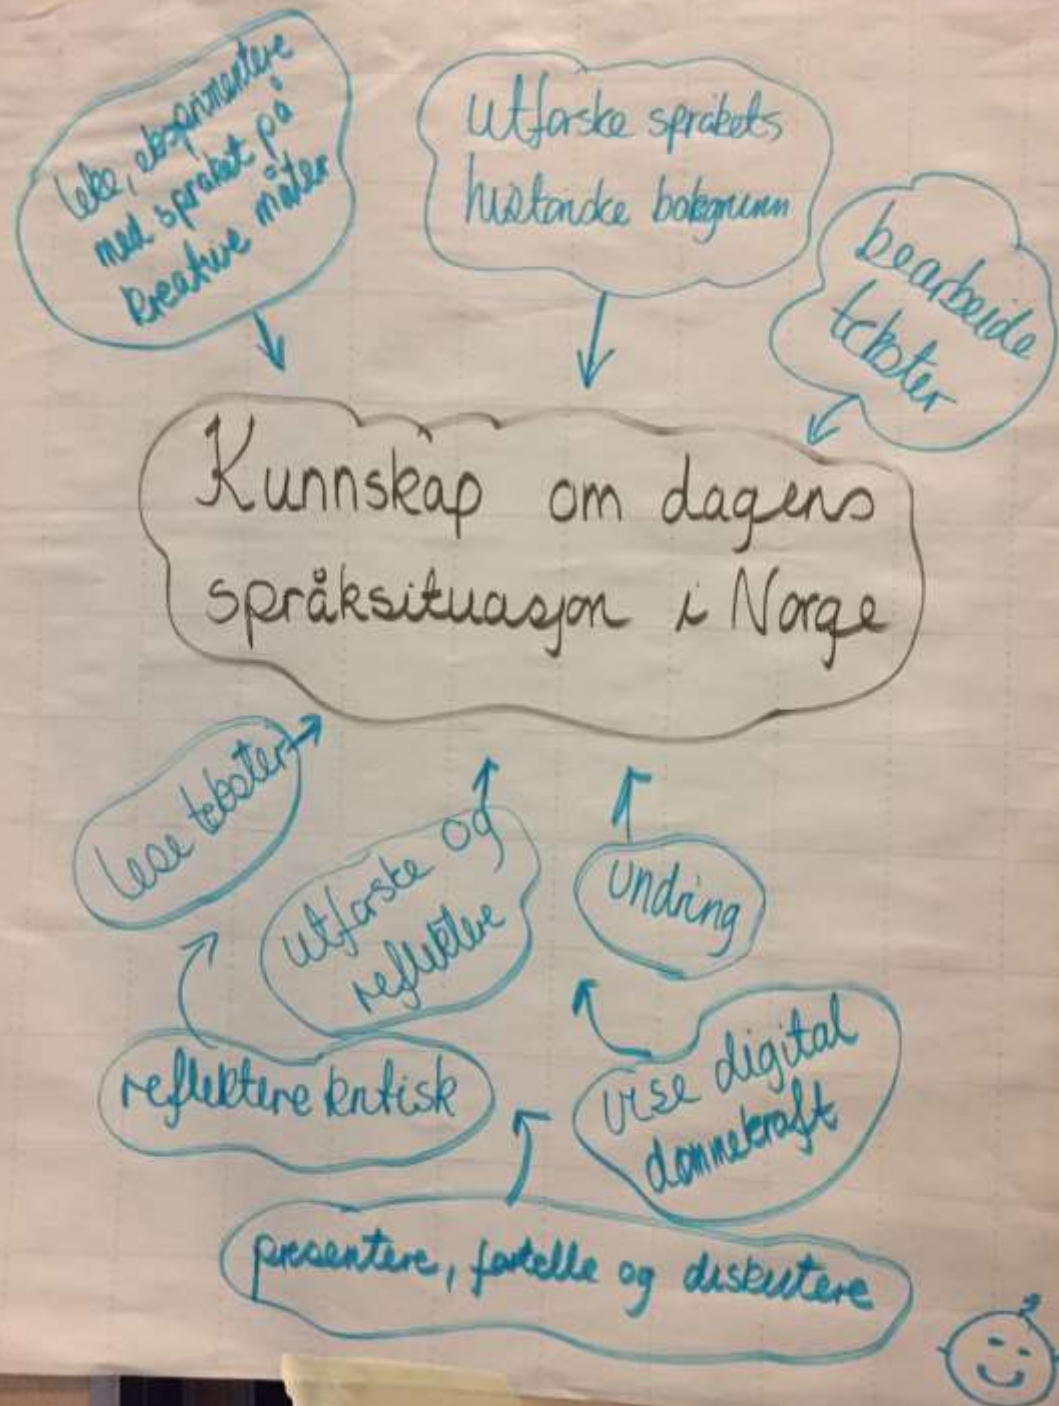 leke, eksprimentere
med språket på
kreative måter
Utforske språkets
historiske bakgrunn
bearbeide
tekster
Kunnskap om dagens
språksituasjon i Norge
lese tekster
utforske og
reflektere
undring
reflektere kritisk
vise digital
dømmekraft
presentere, fortelle og diskutere